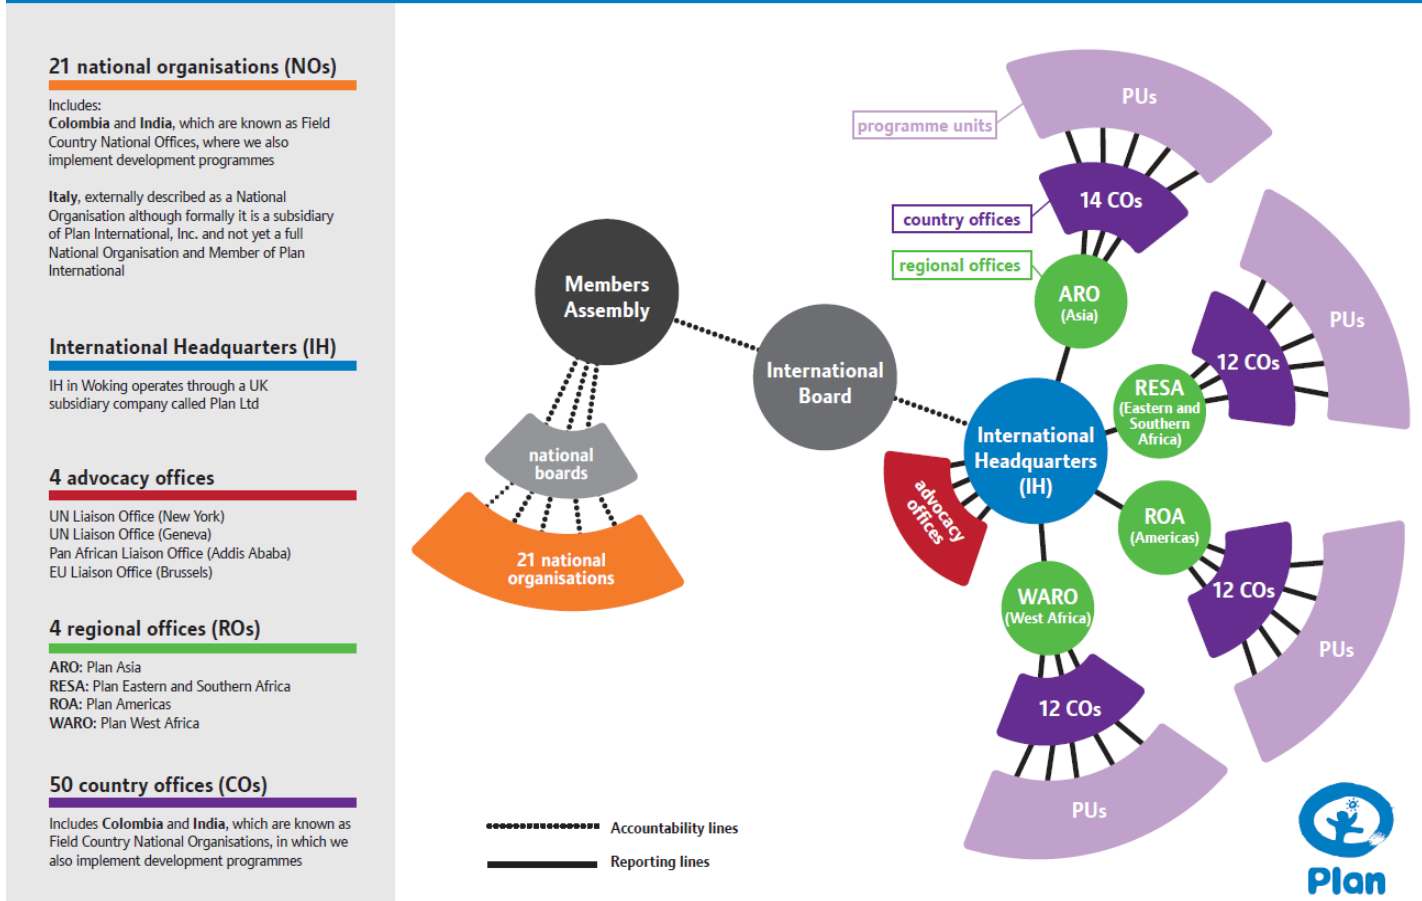 21 national organisations (NOs)
Includes:
Colombia and India, which are known as Field
Country National Offices, where we also
implement development programmes
Italy, externally described as a National
Organisation although formally it is a subsidiary
of Plan International, Inc. and not yet a full
National Organisation and Member of Plan
International
International Headquarters (IH)
IH in Woking operates through a UK
subsidiary company called Plan Ltd
4 advocacy offices
UN Liaison Office (New York)
UN Liaison Office (Geneva)
Pan African Liaison Office (Addis Ababa)
EU Liaison Office (Brussels)
4 regional offices (ROs)
ARO: Plan Asia
RESA: Plan Eastern and Southern Africa
ROA: Plan Americas
WARO: Plan West Africa
50 country offices (COs)
Includes Colombia and India, which are known as
Field Country National Organisations, in which we
also implement development programmes
Members
Assembly
national
boards
21 national
organisations
International
Board
International
Headquarters
(IH)
advocacy
offices
programme units
country offices
regional offices
PUs
14 COs
ARO
(Asia)
PUs
12 COs
RESA
(Eastern and
Southern
Africa)
ROA
(Americas)
12 COs
PUs
WARO
(West Africa)
12 COs
PUs
Accountability lines
Reporting lines
Plan